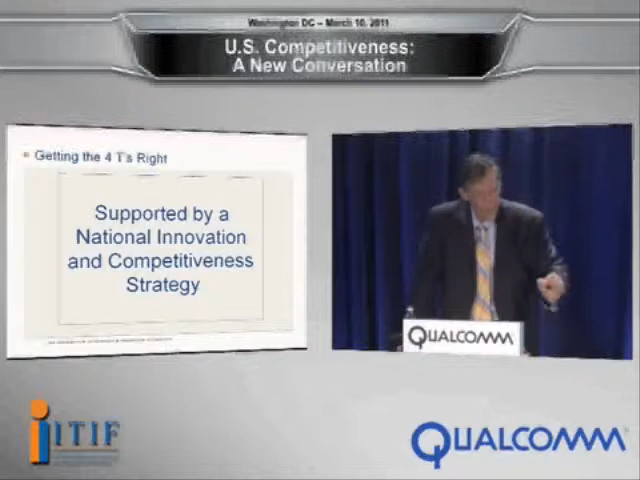 Washington DC – March 10, 2011
U.S. Competitiveness:
A New Conversation
Getting the 4 T's Right
Supported by a
National Innovation
and Competitiveness
Strategy
QUALCOMM
ITIF
QUALCOMM